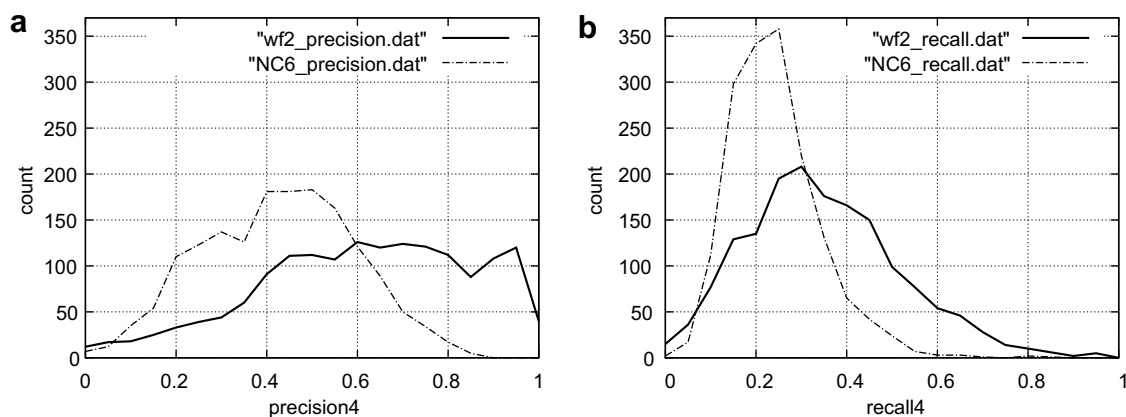 a
350
300
250
200
150
100
50
0
count
"wf2_precision.dat"
"NC6_precision.dat"
0 0.2 0.4 0.6 0.8 1
precision4
b
350
300
250
200
150
100
50
0
count
"wf2_recall.dat"
"NC6_recall.dat"
0 0.2 0.4 0.6 0.8 1
recall4